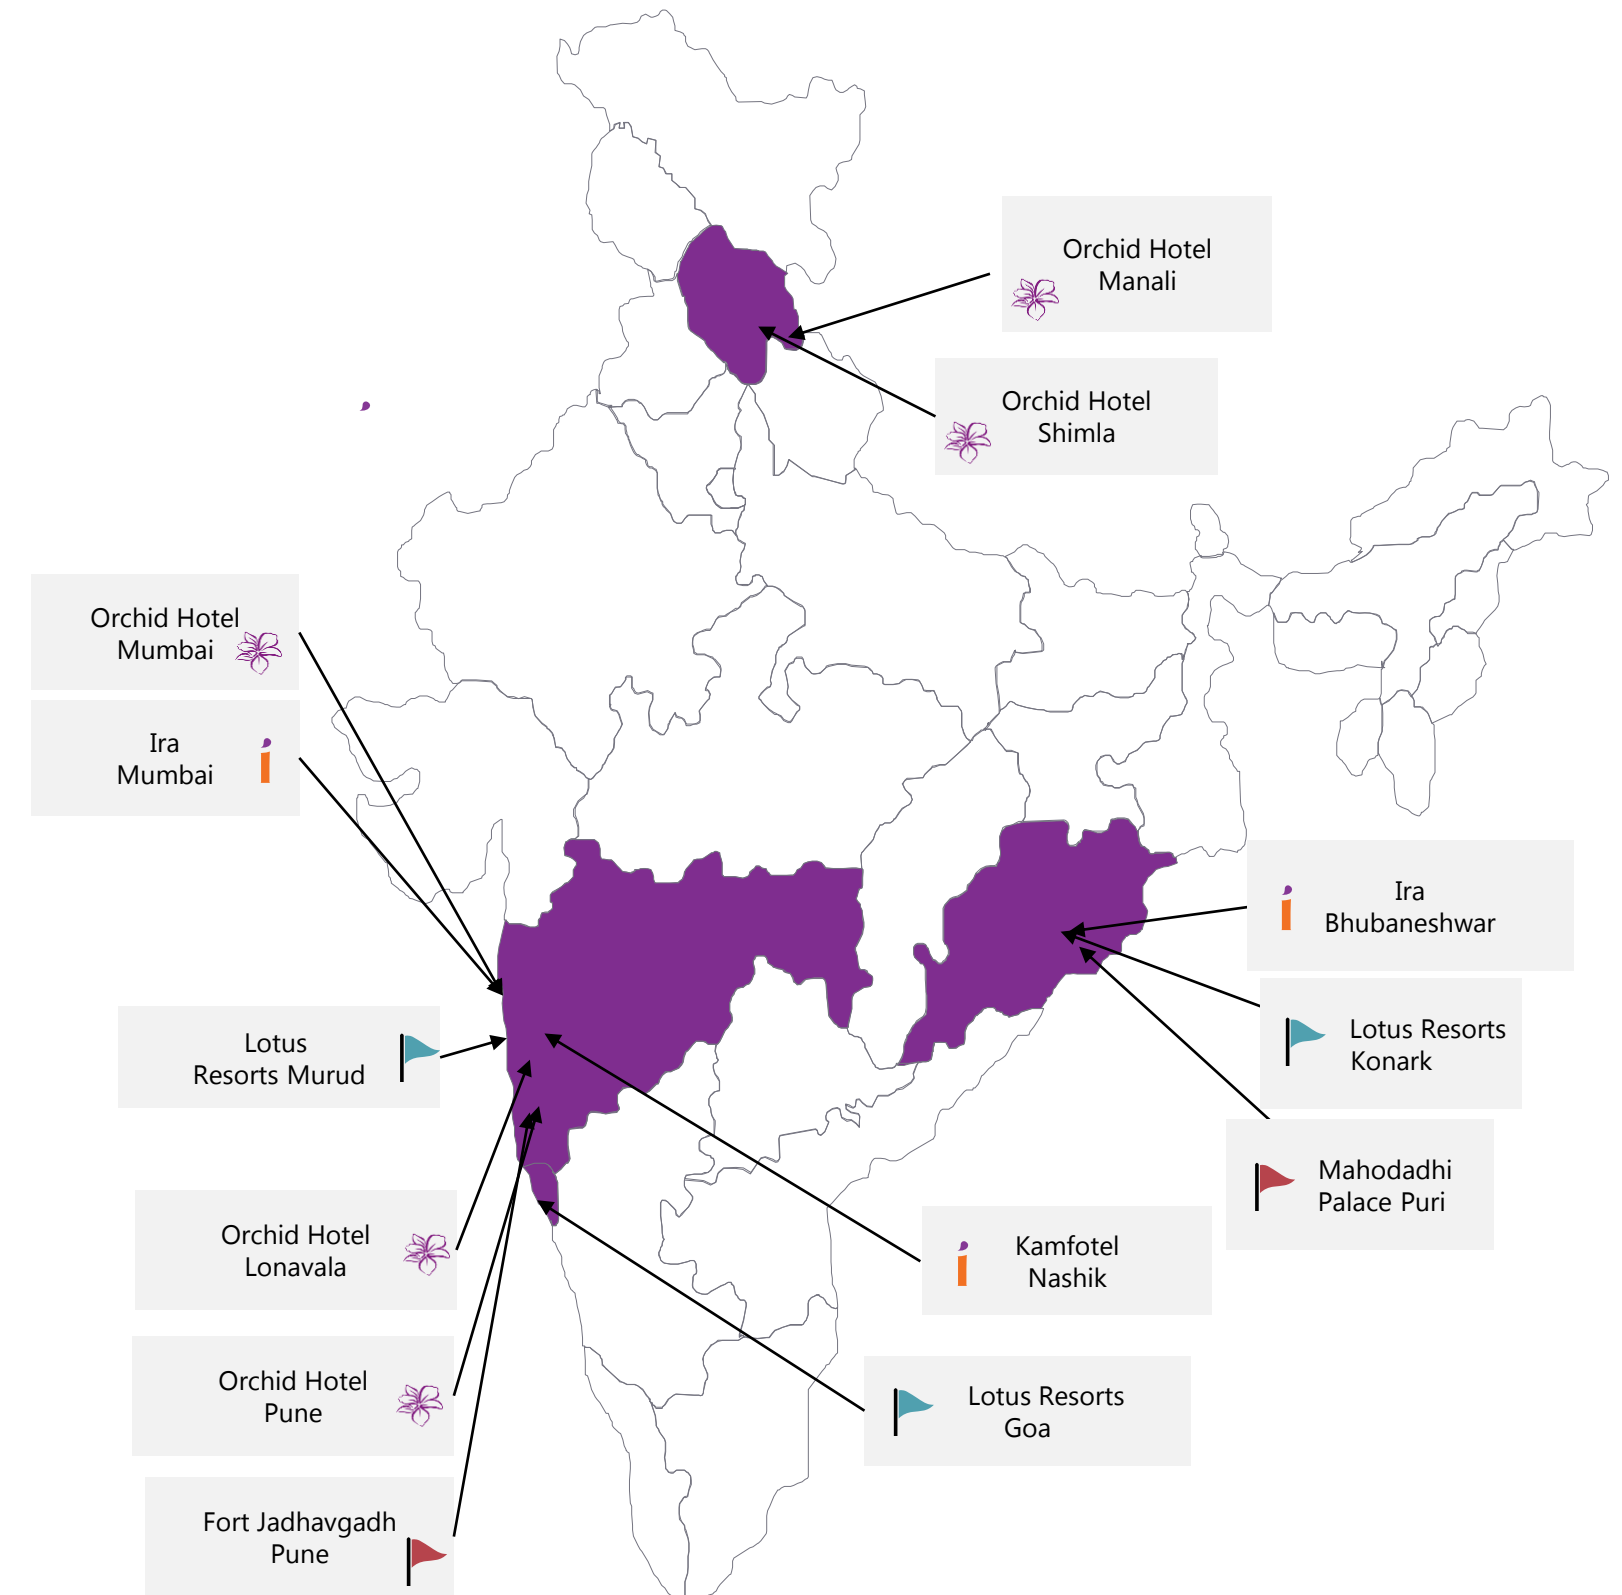 Orchid Hotel
Manali
Orchid Hotel
Shimla
Orchid Hotel
Mumbai
Ira
Mumbai
Ira
Bhubaneshwar
Lotus
Resorts Murud
Lotus Resorts
Konark
Mahodadhi
Palace Puri
Orchid Hotel
Lonavala
Kamfotel
Nashik
Orchid Hotel
Pune
Lotus Resorts
Goa
Fort Jadhavgadh
Pune